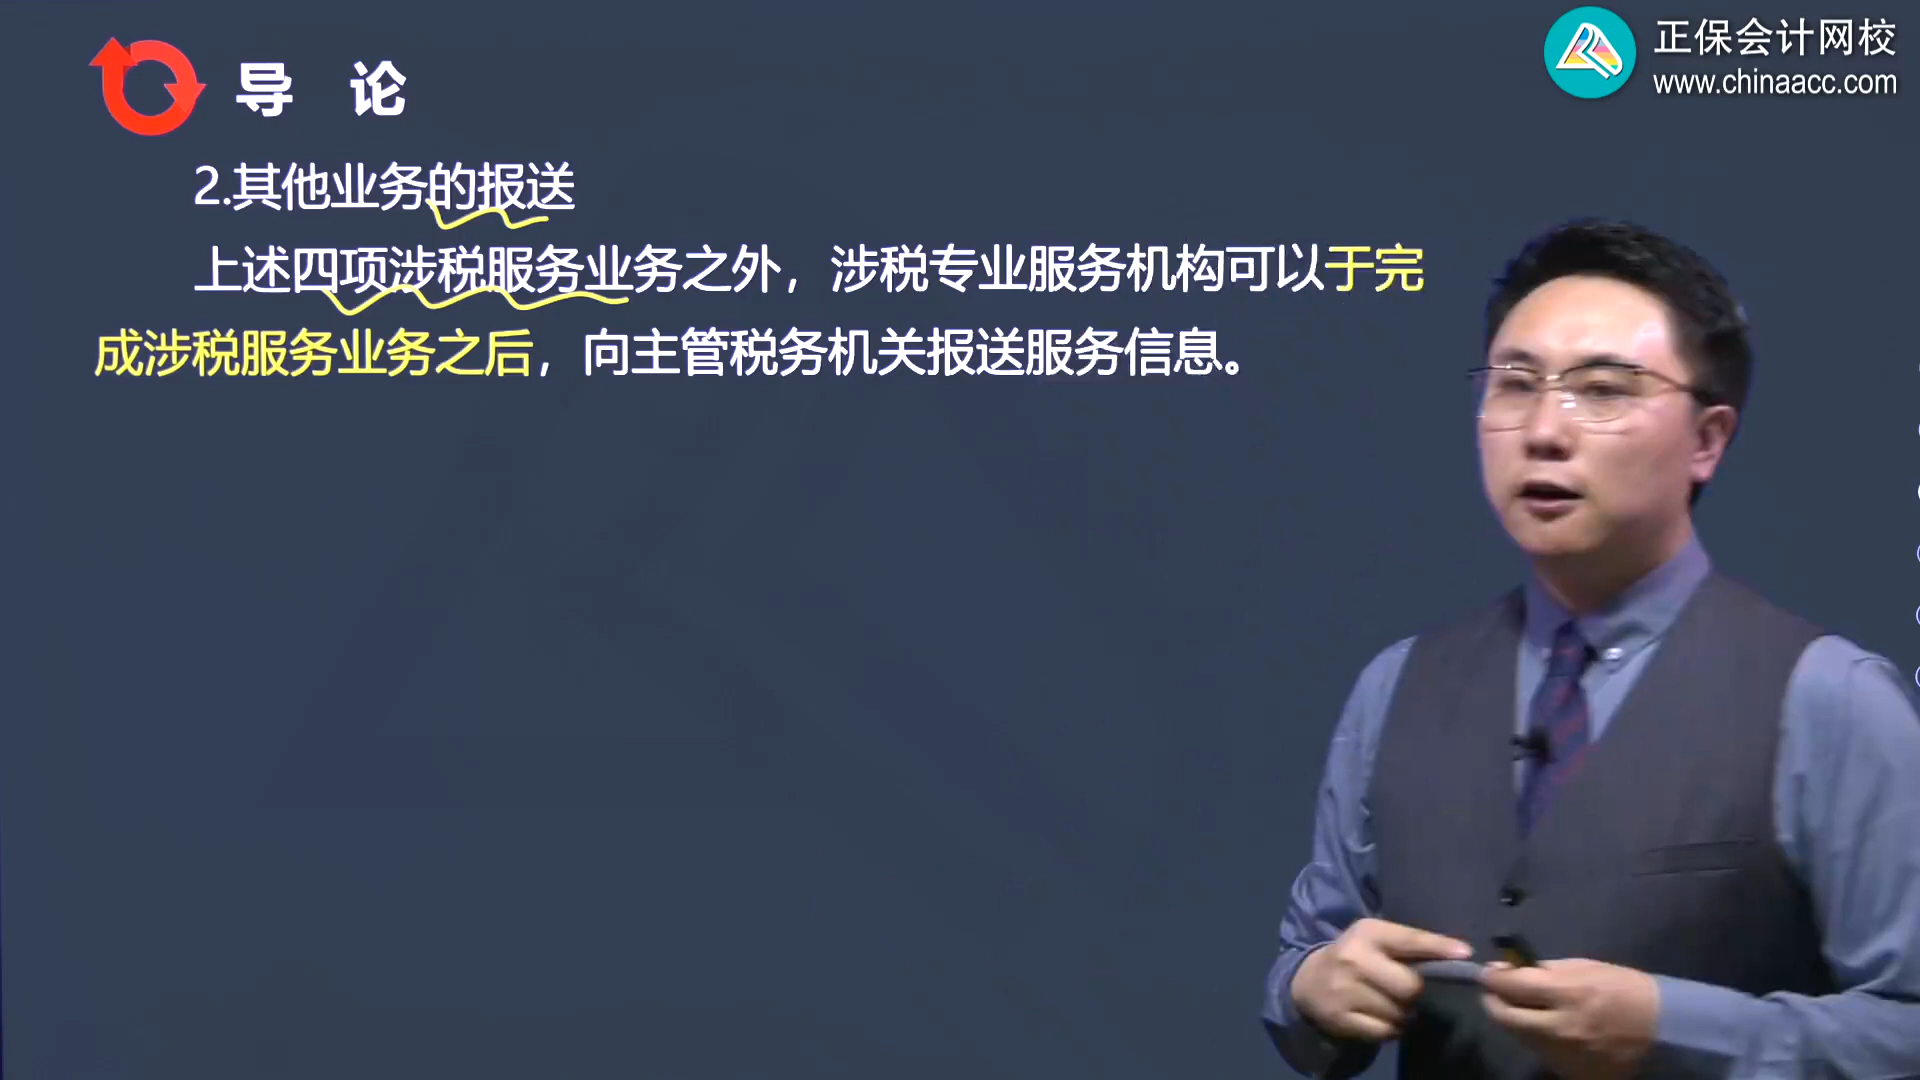 正保会计网校
www.chinaacc.com
导 论
2.其他业务的报送
上述四项涉税服务业务之外，涉税专业服务机构可以于完
成涉税服务业务之后，向主管税务机关报送服务信息。